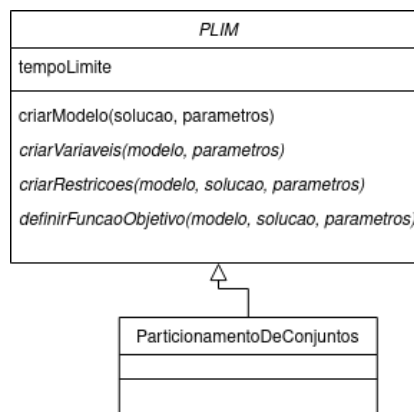 PLIM
tempoLimite
criarModelo(solucao, parametros)
criarVariaveis(modelo, parametros)
criarRestricoes(modelo, solucao, parametros)
definirFuncaoObjetivo(modelo, solucao, parametros)
ParticionamentoDeConjuntos